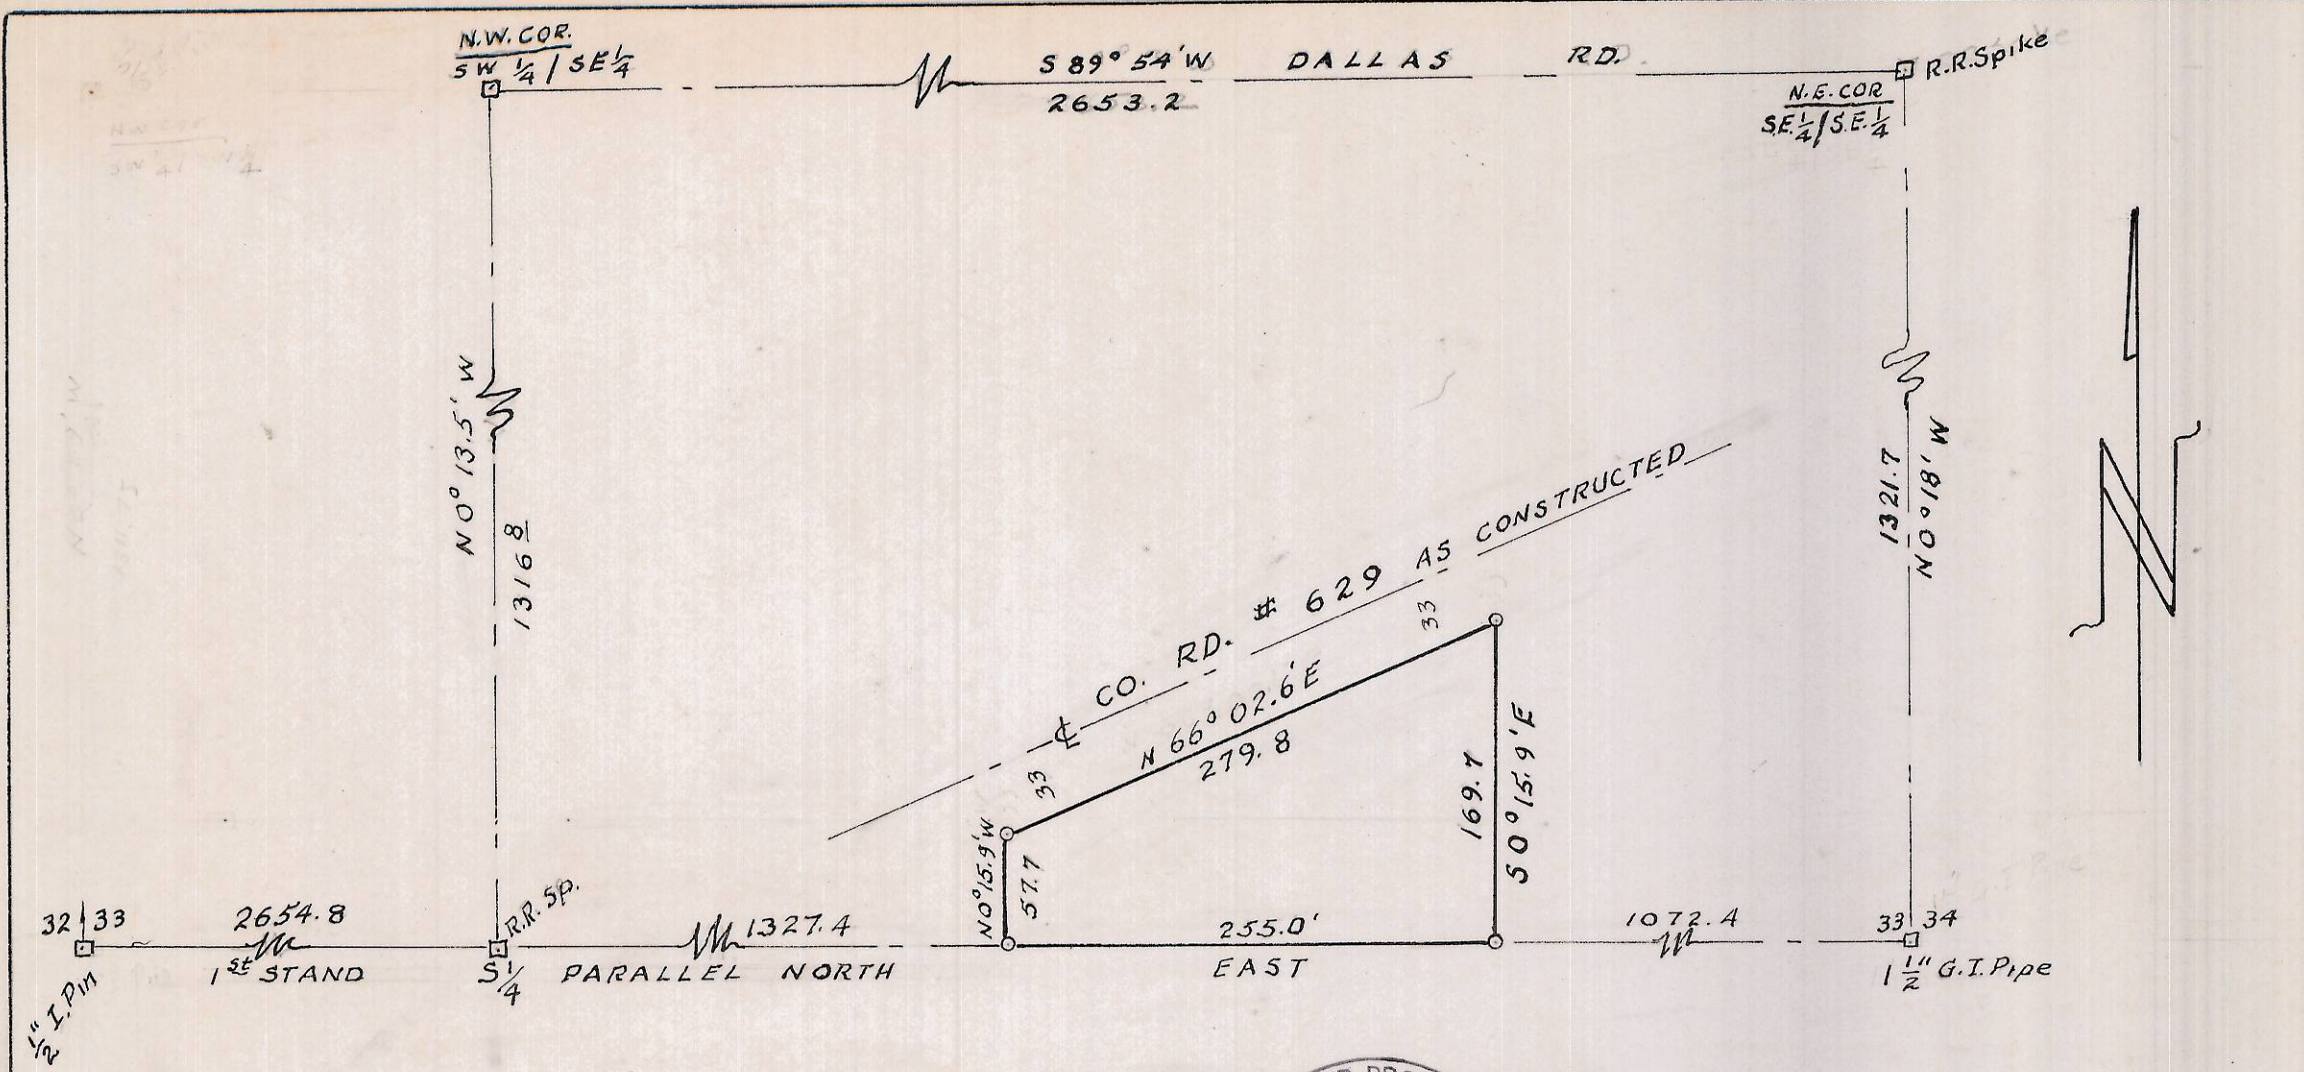 N.W. COR.
SW 1/4 / SE 1/4
S 89° 54' W DALLAS RD.
2653.2
R.R.Spike
N.E. COR
S.E. 1/4 / S.E. 1/4
N 0° 13.5' W
1316 8
1321.7
N 0° 18' W
℄ CO. RD. # 629 AS CONSTRUCTED
33
33
N 66° 02.6' E
279.8
169.7
S 0° 15.9' E
N 0° 15.9' W
57.7
N
32 33
2654.8
R.R. Sp.
1327.4
255.0'
1072.4
33 34
1st STAND
S 1/4
PARALLEL NORTH
EAST
1 1/2" G.I. Pipe
1/2" I. Pin